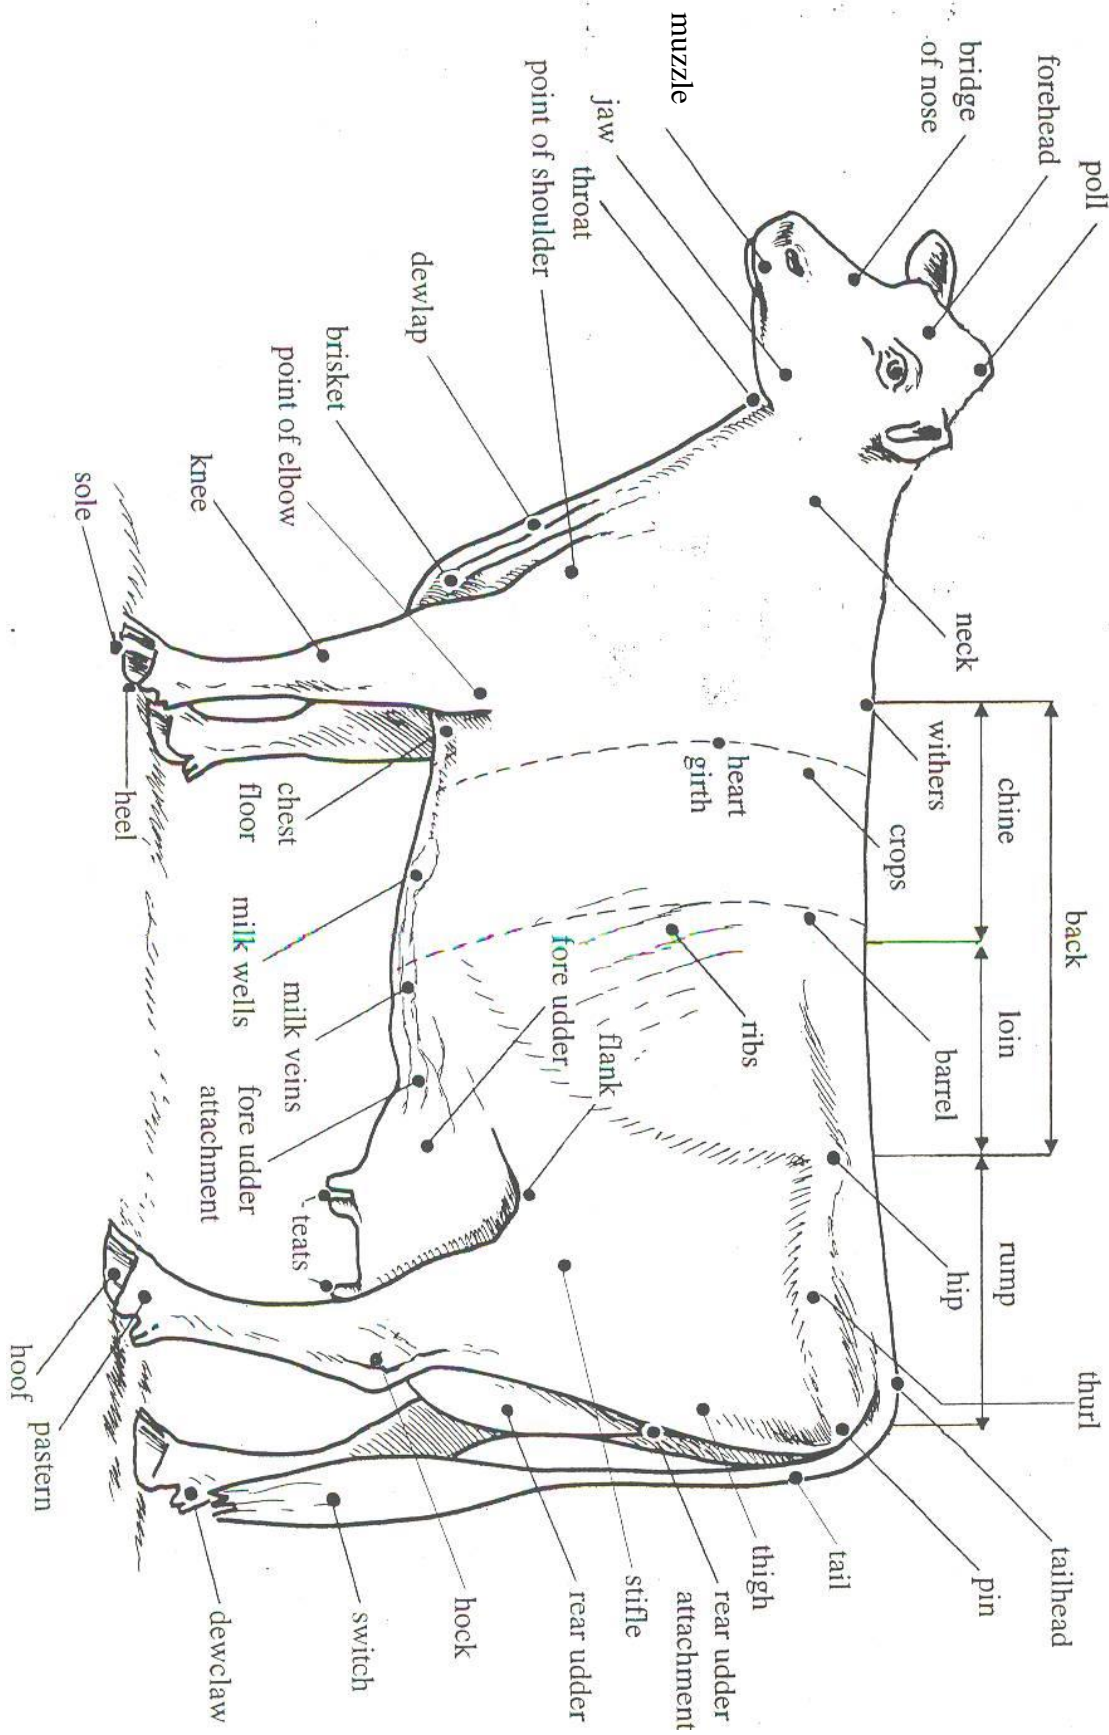 poll
forehead
bridge
of nose
muzzle
jaw
throat
point of shoulder
dewlap
brisket
point of elbow
knee
sole
heel
neck
withers
chine
back
loin
rump
crops
heart
girth
barrel
ribs
hip
thurl
tailhead
pin
tail
thigh
rear udder
attachment
stifle
rear udder
hock
switch
dewclaw
pastern
hoof
teats
flank
fore udder
fore udder
attachment
milk veins
milk wells
chest
floor